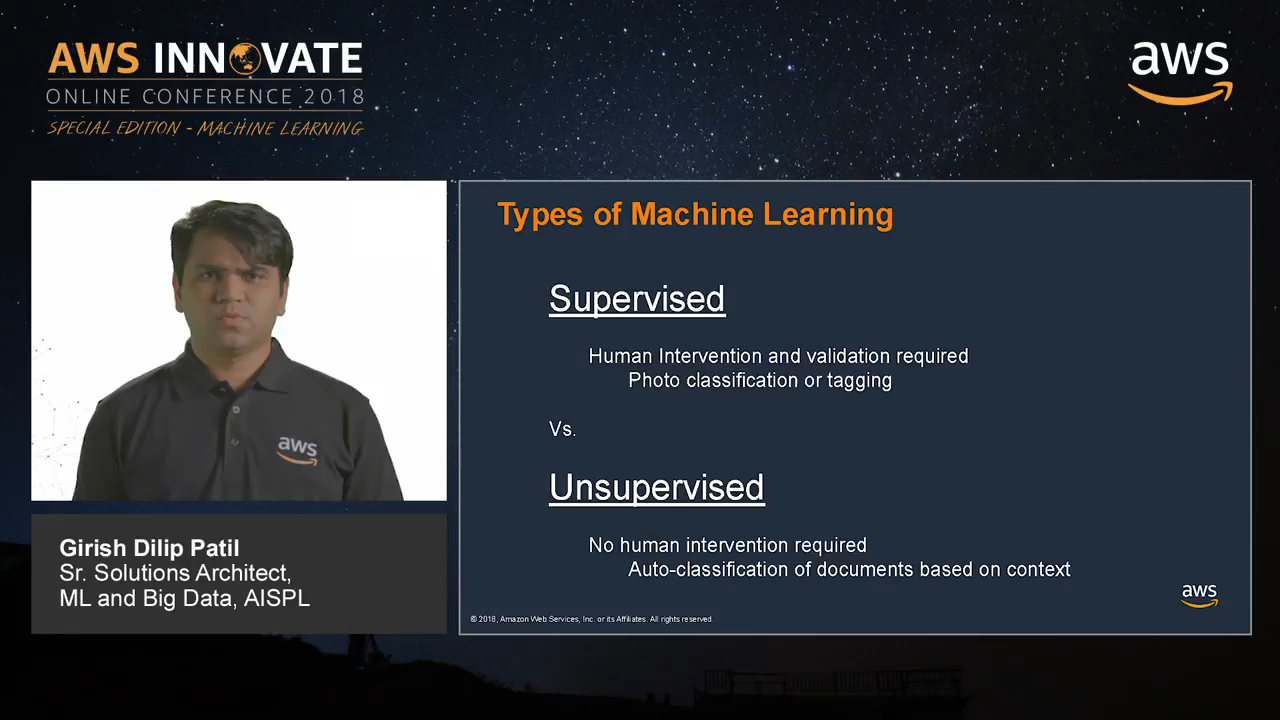 AWS INNOVATE
ONLINE CONFERENCE 2018
SPECIAL EDITION - MACHINE LEARNING
aws
aws
Girish Dilip Patil
Sr. Solutions Architect,
ML and Big Data, AISPL
Types of Machine Learning
Supervised
Human Intervention and validation required
Photo classification or tagging
Vs.
Unsupervised
No human intervention required
Auto-classification of documents based on context
aws
© 2018, Amazon Web Services, Inc. or its Affiliates. All rights reserved.